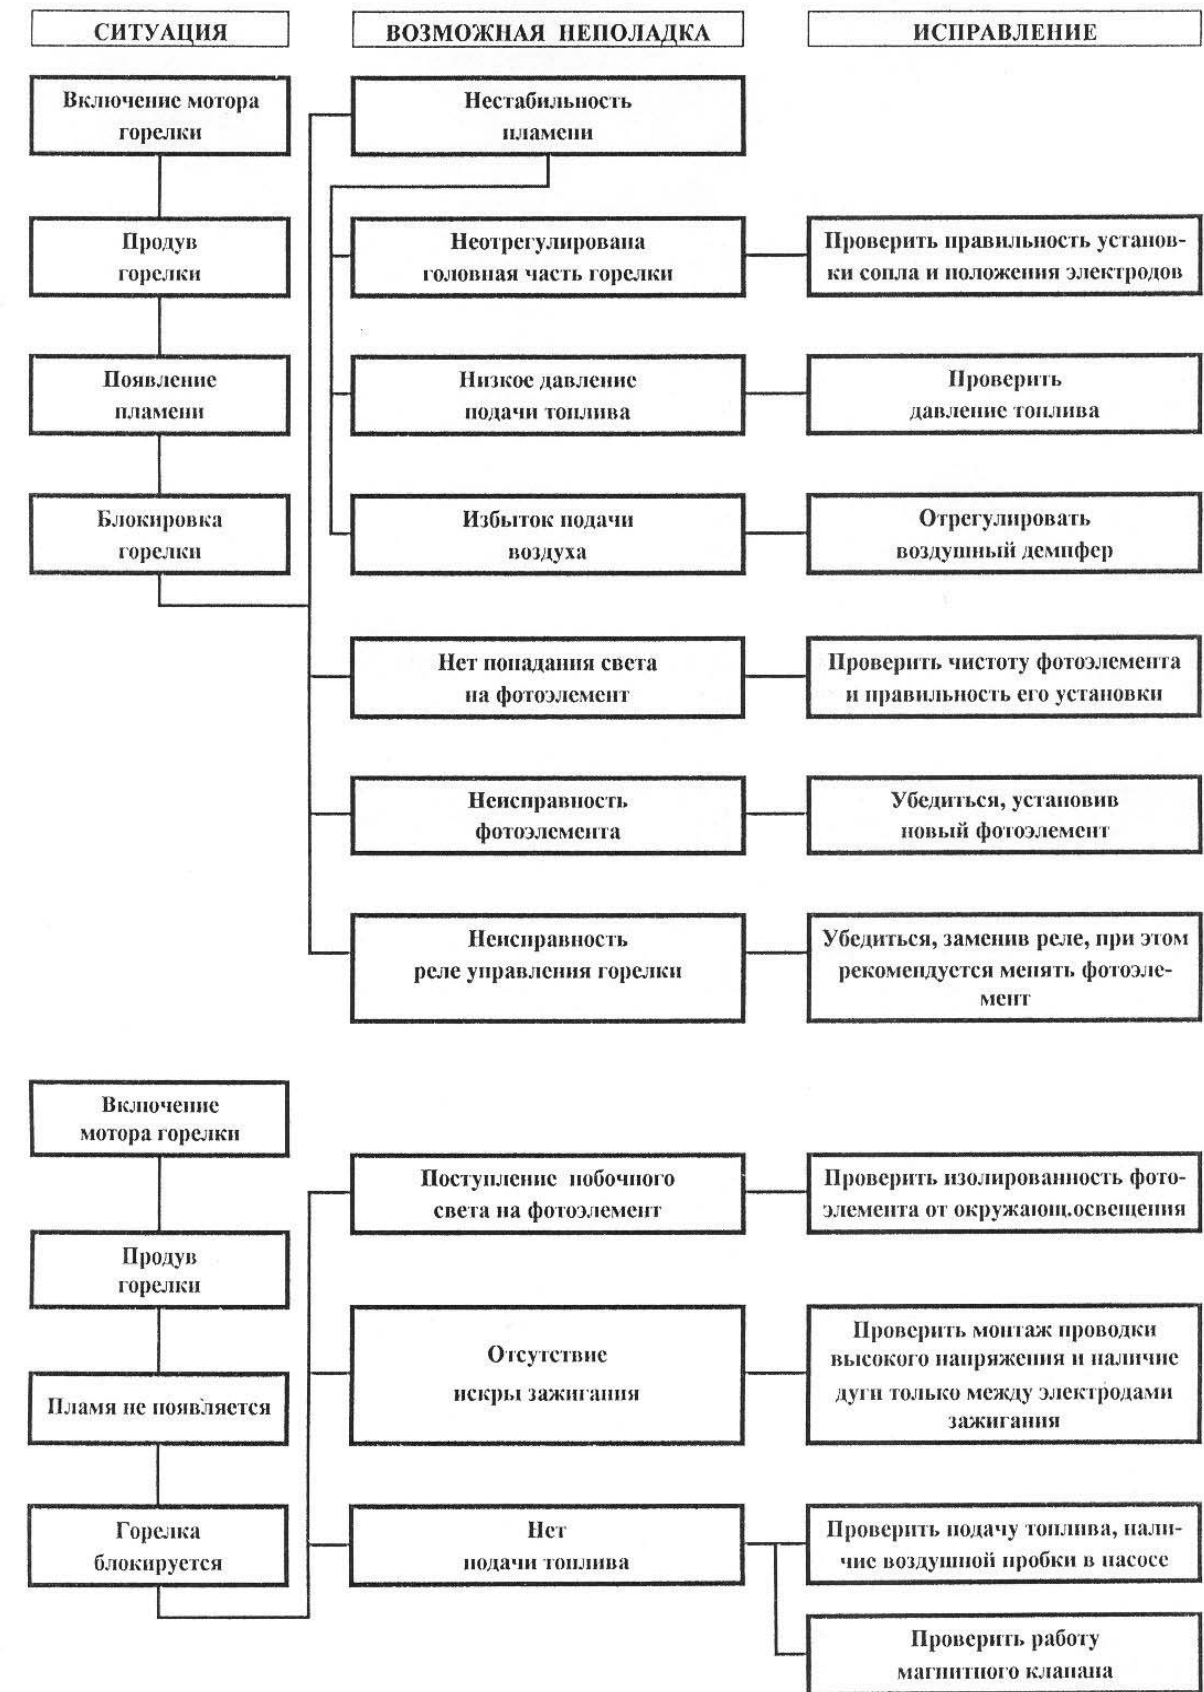 СИТУАЦИЯ
ВОЗМОЖНАЯ НЕПОЛАДКА
ИСПРАВЛЕНИЕ
Включение мотора
горелки
Продув
горелки
Появление
пламени
Блокировка
горелки
Нестабильность
пламени
Неотрегулирована
головная часть горелки
Проверить правильность установ-
ки сопла и положения электродов
Низкое давление
подачи топлива
Проверить
давление топлива
Избыток подачи
воздуха
Отрегулировать
воздушный демпфер
Нет попадания света
на фотоэлемент
Проверить чистоту фотоэлемента
и правильность его установки
Неисправность
фотоэлемента
Убедиться, установив
новый фотоэлемент
Неисправность
реле управления горелки
Убедиться, заменив реле, при этом
рекомендуется менять фотоэле-
мент
Включение
мотора горелки
Продув
горелки
Пламя не появляется
Горелка
блокируется
Поступление побочного
света на фотоэлемент
Проверить изолированность фото-
элемента от окружающ.освещения
Отсутствие
искры зажигания
Проверить монтаж проводки
высокого напряжения и наличие
дуги только между электродами
зажигания
Нет
подачи топлива
Проверить подачу топлива, нали-
чие воздушной пробки в насосе
Проверить работу
магнитного клапана